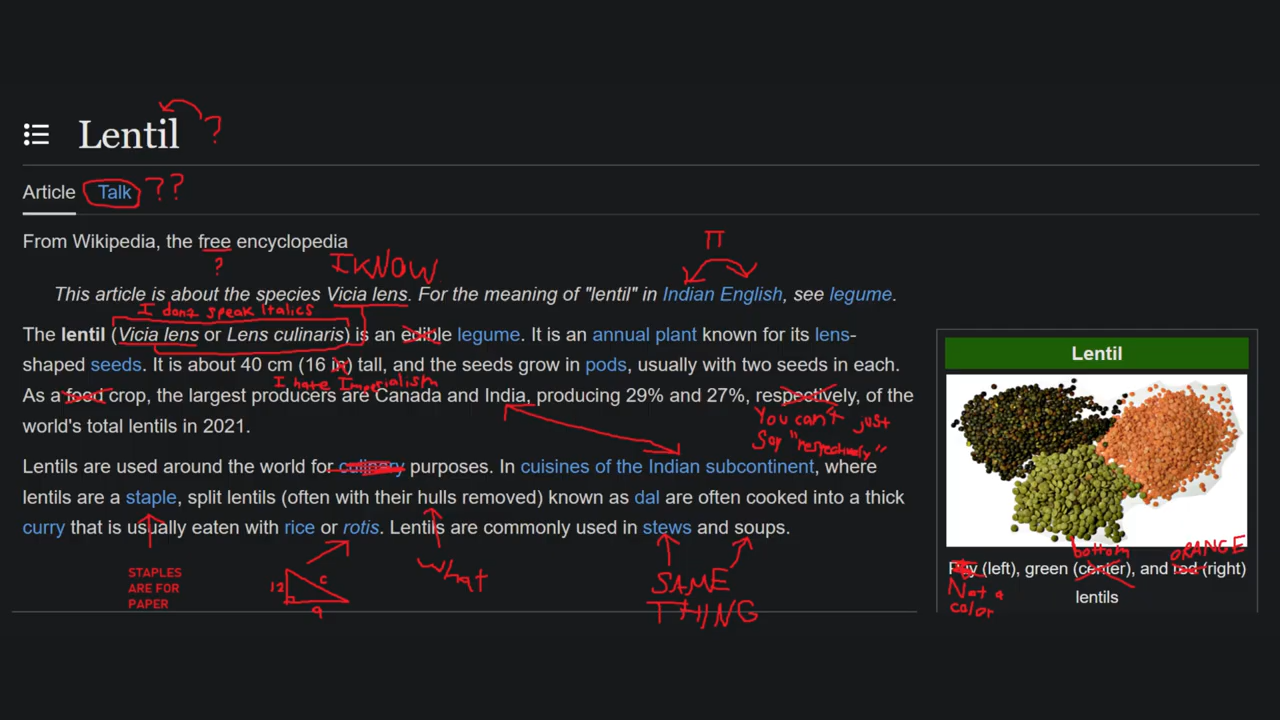 Lentil
?
Article Talk ??
From Wikipedia, the free encyclopedia
?
I KNOW
π
This article is about the species Vicia lens. For the meaning of "lentil" in Indian English, see legume.
I dont speak Italics
The lentil (Vicia lens or Lens culinaris) is an edible legume. It is an annual plant known for its lens-
shaped seeds. It is about 40 cm (16 in) tall, and the seeds grow in pods, usually with two seeds in each.
I hate Imperialism
As a food crop, the largest producers are Canada and India, producing 29% and 27%, respectively, of the
You can't just
say "respectively"
world's total lentils in 2021.
Lentils are used around the world for culinary purposes. In cuisines of the Indian subcontinent, where
lentils are a staple, split lentils (often with their hulls removed) known as dal are often cooked into a thick
curry that is usually eaten with rice or rotis. Lentils are commonly used in stews and soups.
STAPLES
ARE FOR
PAPER
12
c
9
What
SAME
THING
Lentil
bottom
ORANGE
(left), green (center), and red (right)
lentils
Not a
color